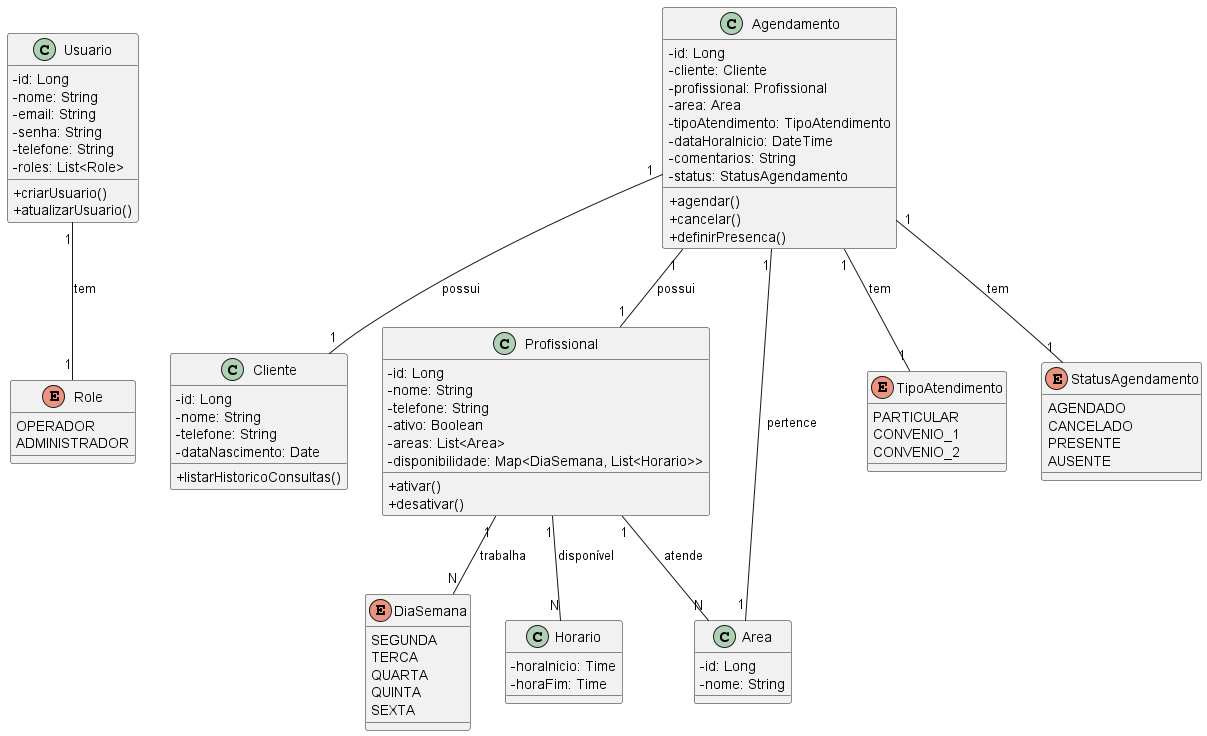 C Usuario
-id: Long
-nome: String
-email: String
-senha: String
-telefone: String
-roles: List<Role>
+criarUsuario()
+atualizarUsuario()
C Agendamento
-id: Long
-cliente: Cliente
-profissional: Profissional
-area: Area
-tipoAtendimento: TipoAtendimento
-dataHoraInicio: DateTime
-comentarios: String
-status: StatusAgendamento
+agendar()
+cancelar()
+definirPresenca()
1
tem
1
1
possui
1
1
possui
1
1
pertence
1
1
tem
1
1
tem
1
E Role
OPERADOR
ADMINISTRADOR
C Cliente
-id: Long
-nome: String
-telefone: String
-dataNascimento: Date
+listarHistoricoConsultas()
C Profissional
-id: Long
-nome: String
-telefone: String
-ativo: Boolean
-areas: List<Area>
-disponibilidade: Map<DiaSemana, List<Horario>>
+ativar()
+desativar()
E TipoAtendimento
PARTICULAR
CONVENIO_1
CONVENIO_2
E StatusAgendamento
AGENDADO
CANCELADO
PRESENTE
AUSENTE
1
trabalha
N
1
disponível
N
1
atende
N
E DiaSemana
SEGUNDA
TERCA
QUARTA
QUINTA
SEXTA
C Horario
-horaInicio: Time
-horaFim: Time
C Area
-id: Long
-nome: String